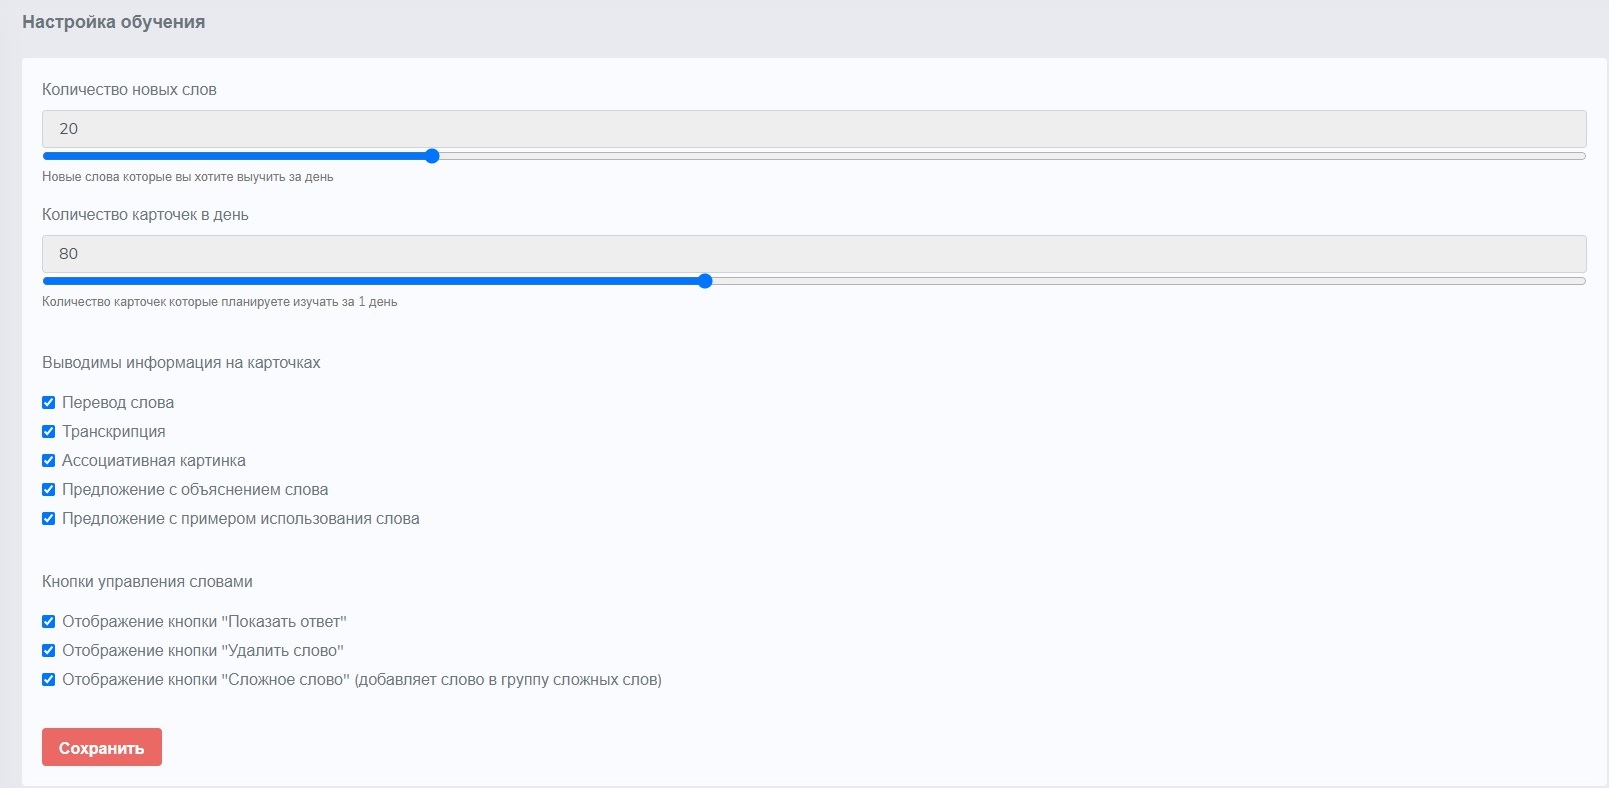 Настройка обучения
Количество новых слов
20
Новые слова которые вы хотите выучить за день
Количество карточек в день
80
Количество карточек которые планируете изучать за 1 день
Выводимы информация на карточках
Перевод слова
Транскрипция
Ассоциативная картинка
Предложение с объяснением слова
Предложение с примером использования слова
Кнопки управления словами
Отображение кнопки "Показать ответ"
Отображение кнопки "Удалить слово"
Отображение кнопки "Сложное слово" (добавляет слово в группу сложных слов)
Сохранить